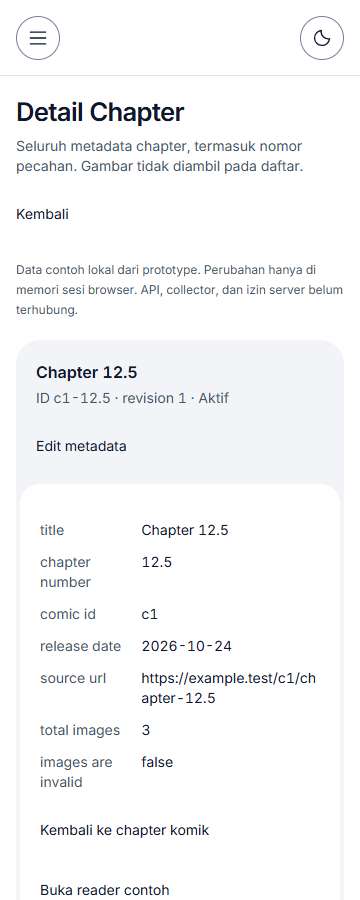 Detail Chapter
Seluruh metadata chapter, termasuk nomor
pecahan. Gambar tidak diambil pada daftar.
Kembali
Data contoh lokal dari prototype. Perubahan hanya di
memori sesi browser. API, collector, dan izin server belum
terhubung.
Chapter 12.5
ID c1-12.5 · revision 1 · Aktif
Edit metadata
title Chapter 12.5
chapter 12.5
number
comic id c1
release date 2026-10-24
source url https://example.test/c1/ch
apter-12.5
total images 3
images are false
invalid
Kembali ke chapter komik
Buka reader contoh